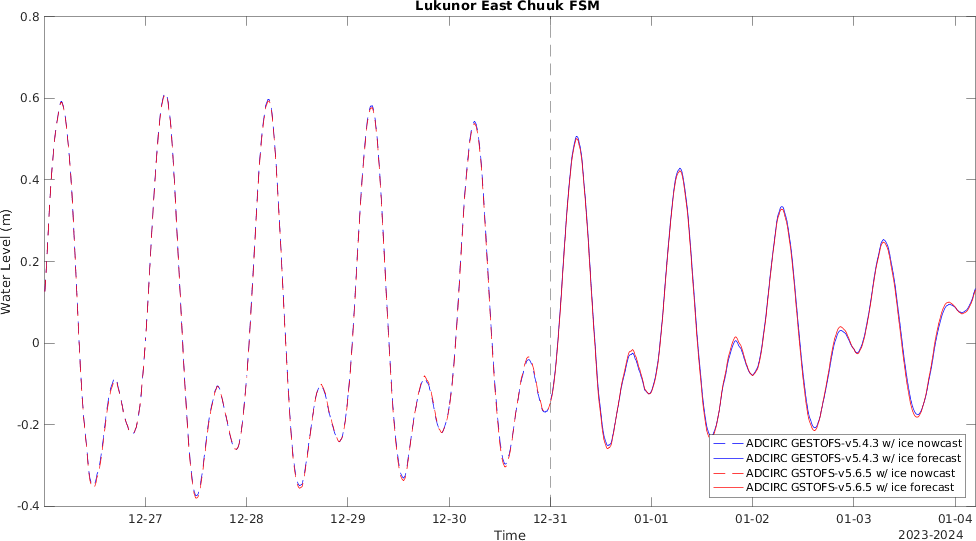 Lukunor East Chuuk FSM
0.8
0.6
0.4
0.2
0
-0.2
-0.4
Water Level (m)
12-27
12-28
12-29
12-30
12-31
01-01
01-02
01-03
01-04
Time
2023-2024
ADCIRC GESTOFS-v5.4.3 w/ ice nowcast
ADCIRC GESTOFS-v5.4.3 w/ ice forecast
ADCIRC GSTOFS-v5.6.5 w/ ice nowcast
ADCIRC GSTOFS-v5.6.5 w/ ice forecast